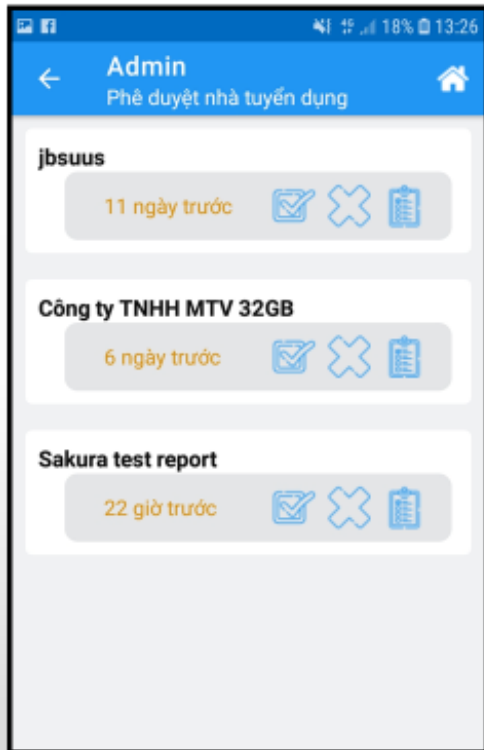 18% 13:26
Admin
Phê duyệt nhà tuyển dụng
jbsuus
11 ngày trước
Công ty TNHH MTV 32GB
6 ngày trước
Sakura test report
22 giờ trước